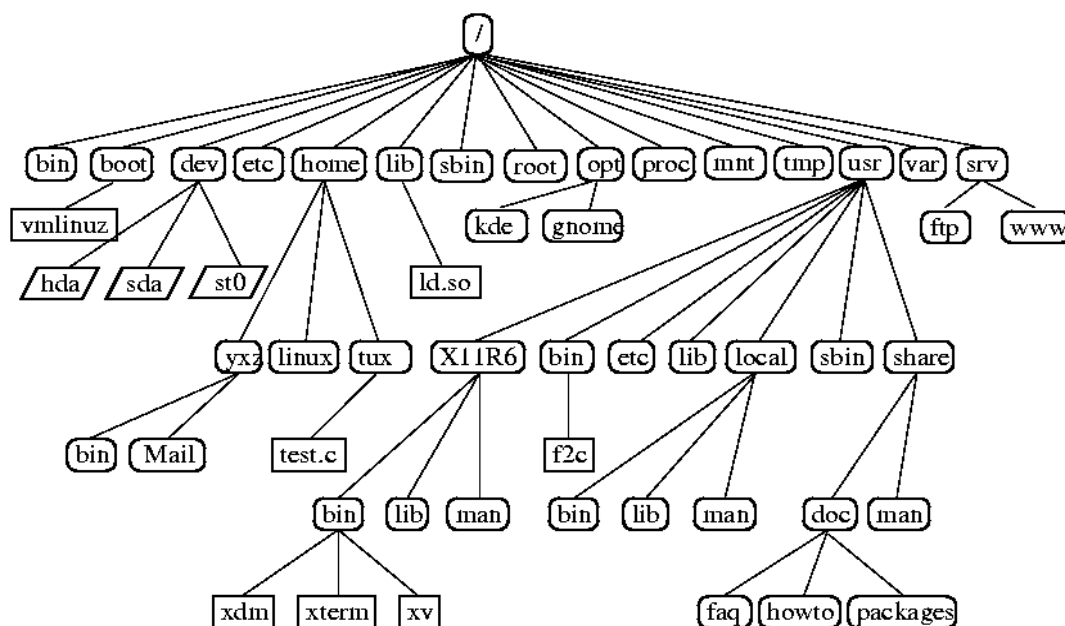 /
bin boot dev etc home lib sbin root opt proc mnt tmp usr var srv
vmlinuz kde gnome ftp www
hda sda st0 ld.so
yxz linux tux X11R6 bin etc lib local sbin share
bin Mail test.c f2c
bin lib man bin lib man doc man
xdm xterm xv faq howto packages